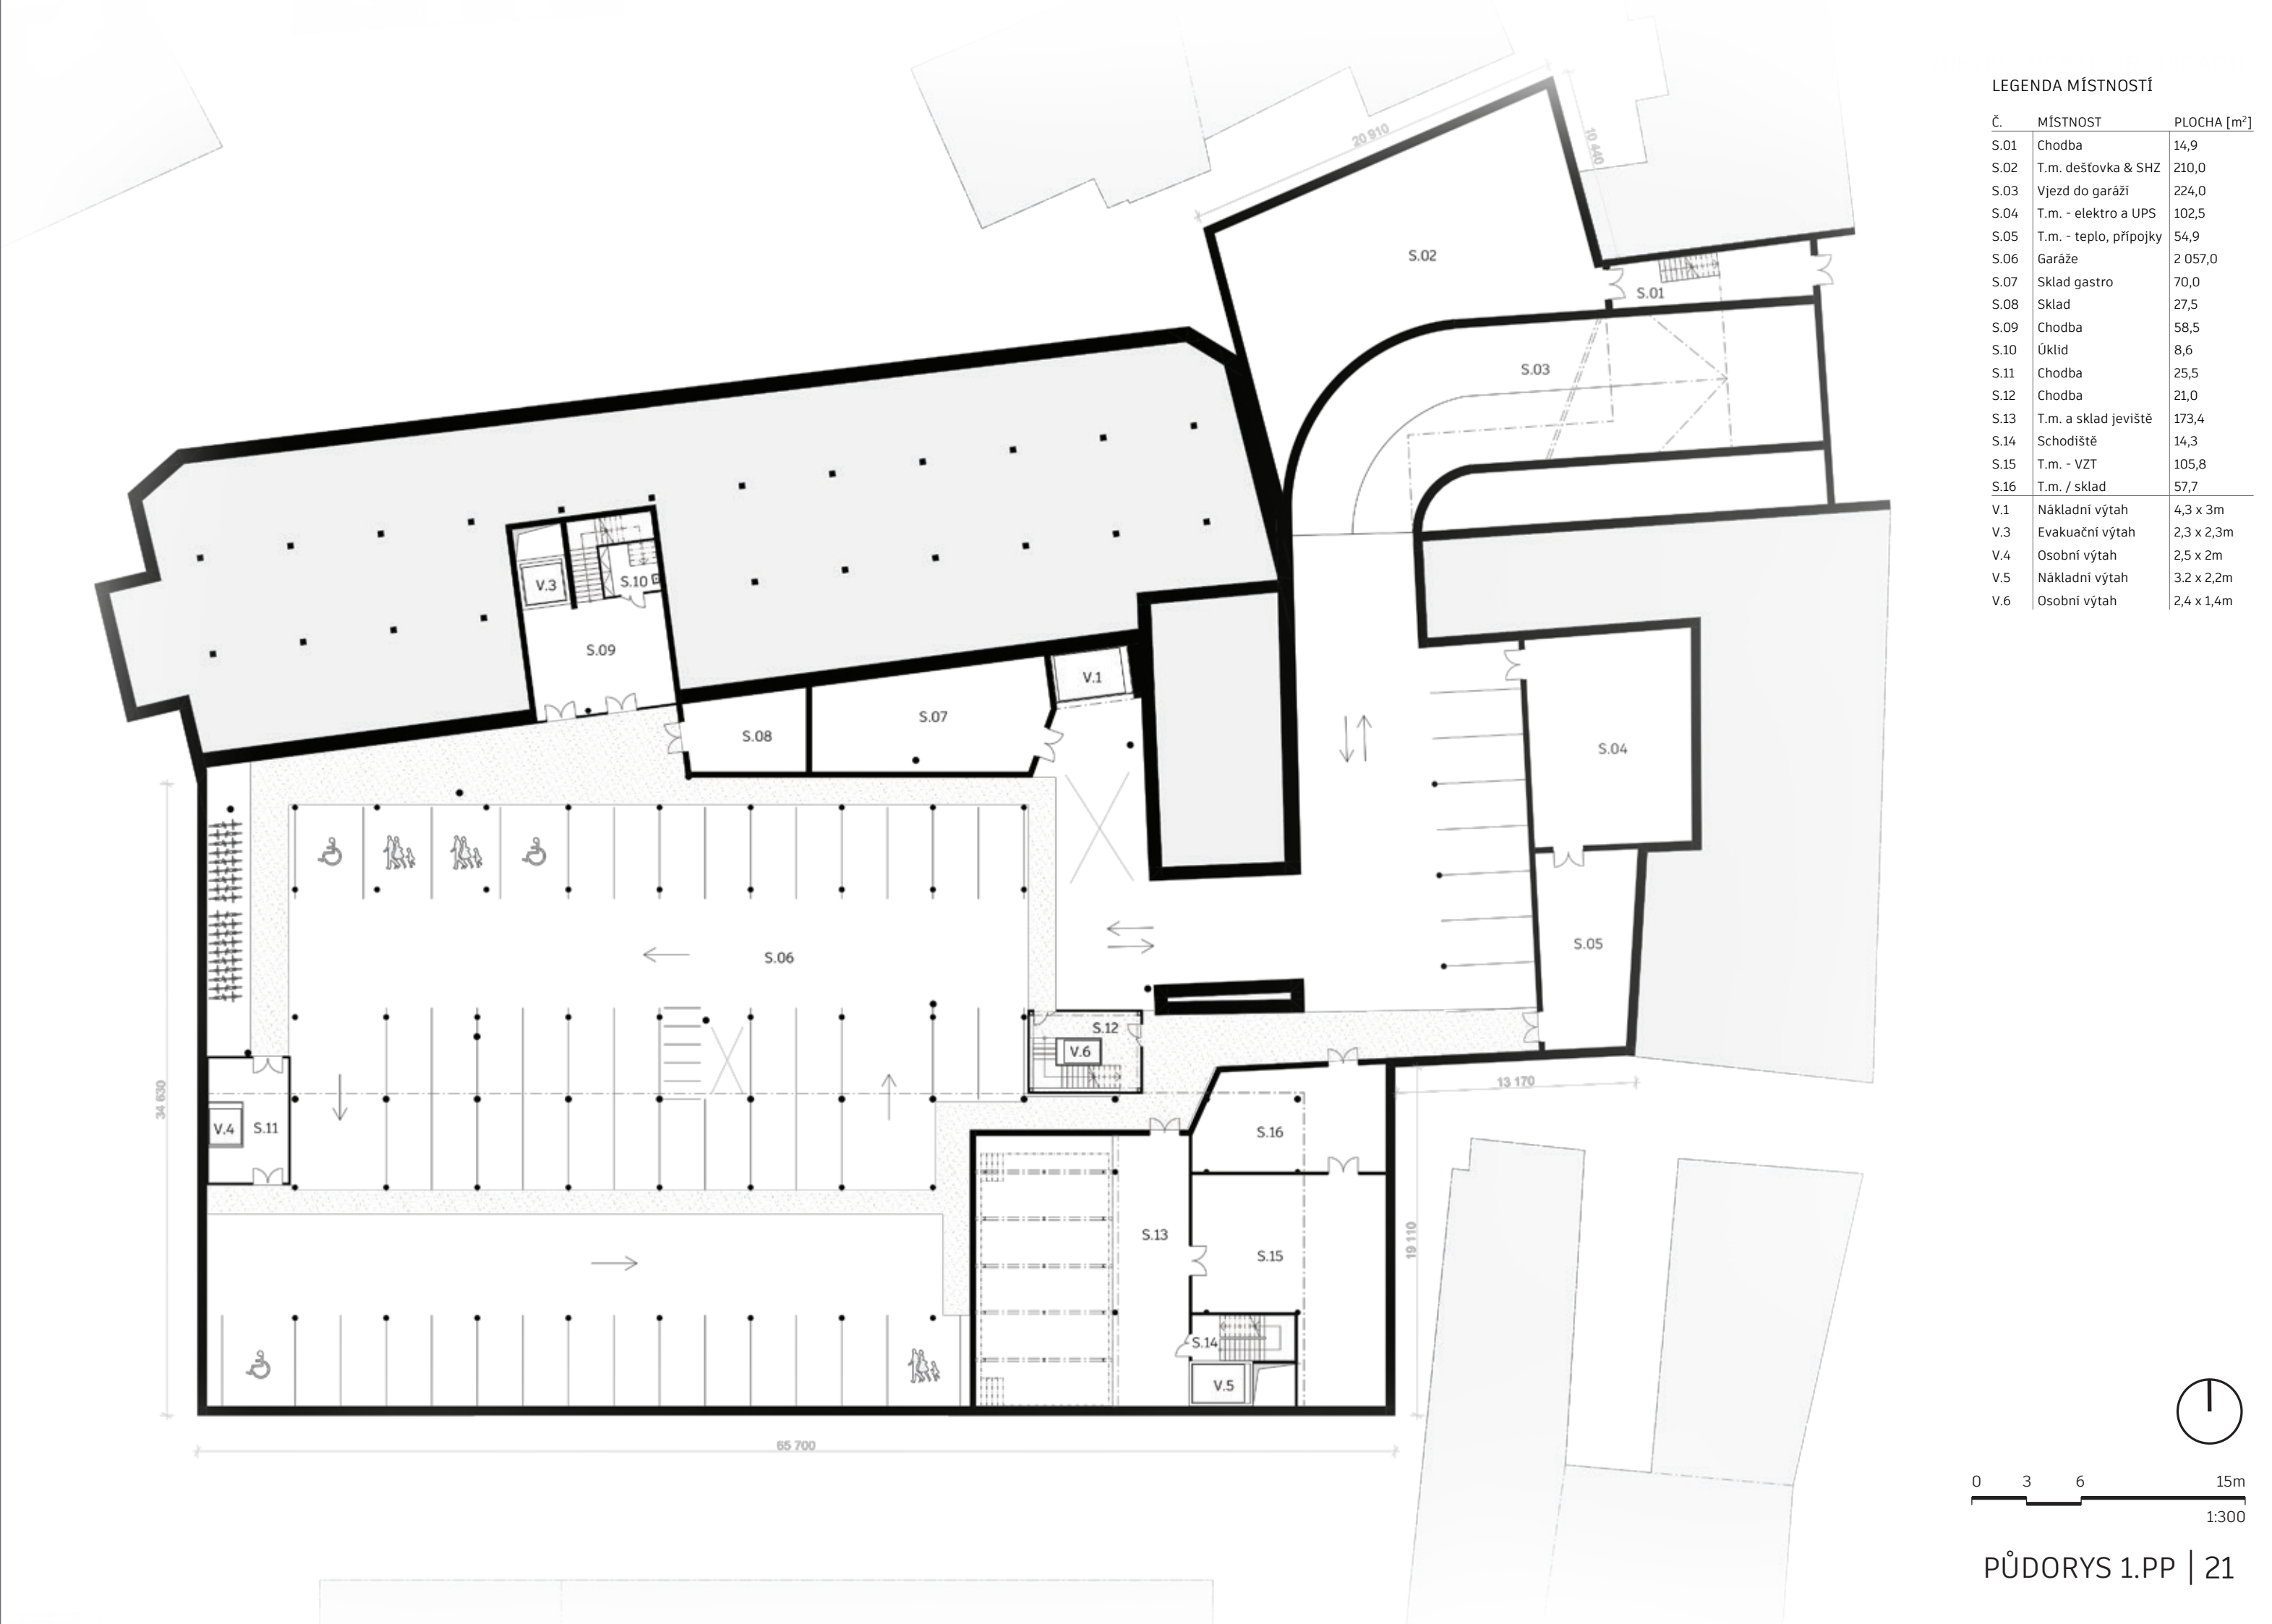 LEGENDA MÍSTNOSTÍ
Č. MÍSTNOST PLOCHA [m²]
S.01 Chodba 14,9
S.02 T.m. dešťovka & SHZ 210,0
S.03 Vjezd do garáží 224,0
S.04 T.m. - elektro a UPS 102,5
S.05 T.m. - teplo, přípojky 54,9
S.06 Garáže 2 057,0
S.07 Sklad gastro 70,0
S.08 Sklad 27,5
S.09 Chodba 58,5
S.10 Úklid 8,6
S.11 Chodba 25,5
S.12 Chodba 21,0
S.13 T.m. a sklad jeviště 173,4
S.14 Schodiště 14,3
S.15 T.m. - VZT 105,8
S.16 T.m. / sklad 57,7
V.1 Nákladní výtah 4,3 x 3m
V.3 Evakuační výtah 2,3 x 2,3m
V.4 Osobní výtah 2,5 x 2m
V.5 Nákladní výtah 3.2 x 2,2m
V.6 Osobní výtah 2,4 x 1,4m
20 910
10 440
S.02
S.01
S.03
V.3
S.10
S.09
V.1
S.07
S.08
S.04
S.05
S.06
S.12
V.6
34 630
13 170
V.4
S.11
S.16
S.13
19 110
S.15
S.14
V.5
65 700
0 3 6 15m
1:300
PŮDORYS 1.PP | 21